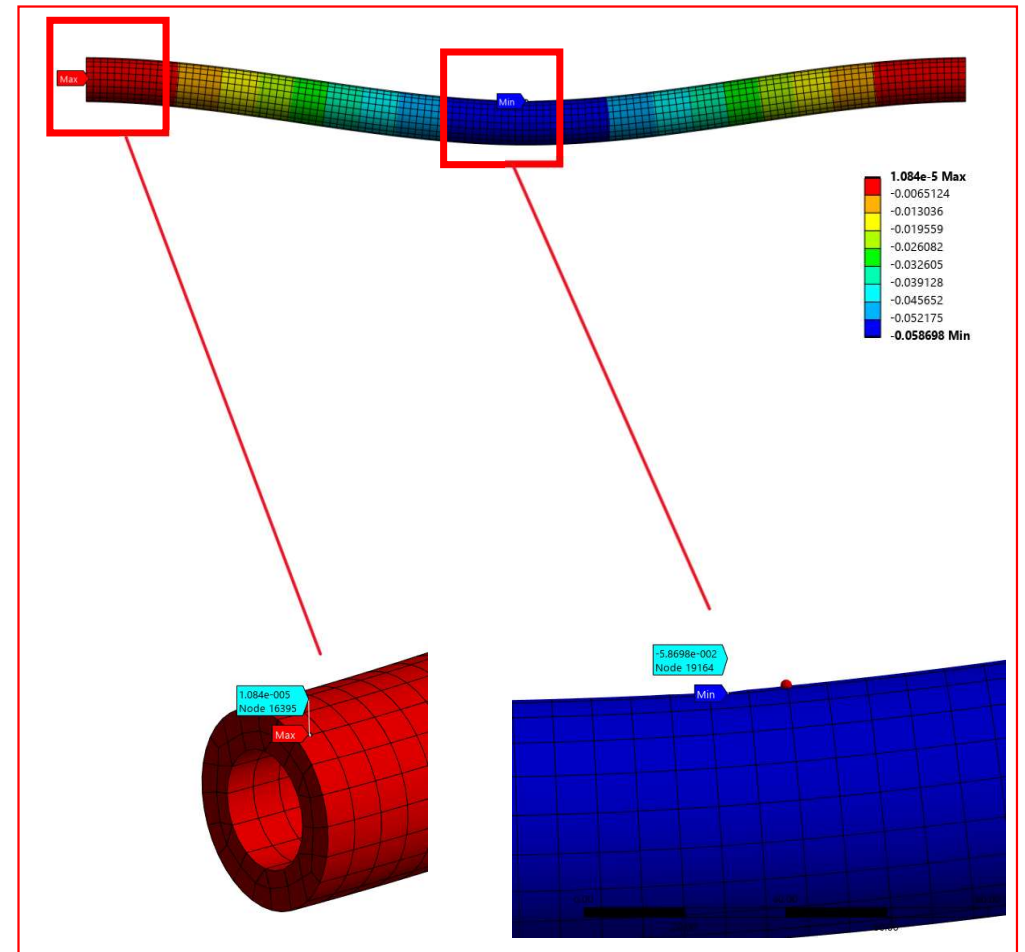 Max
Min
1.084e-5 Max
-0.0065124
-0.013036
-0.019559
-0.026082
-0.032605
-0.039128
-0.045652
-0.052175
-0.058698 Min
1.084e-005
Node 16395
Max
-5.8698e-002
Node 19164
Min